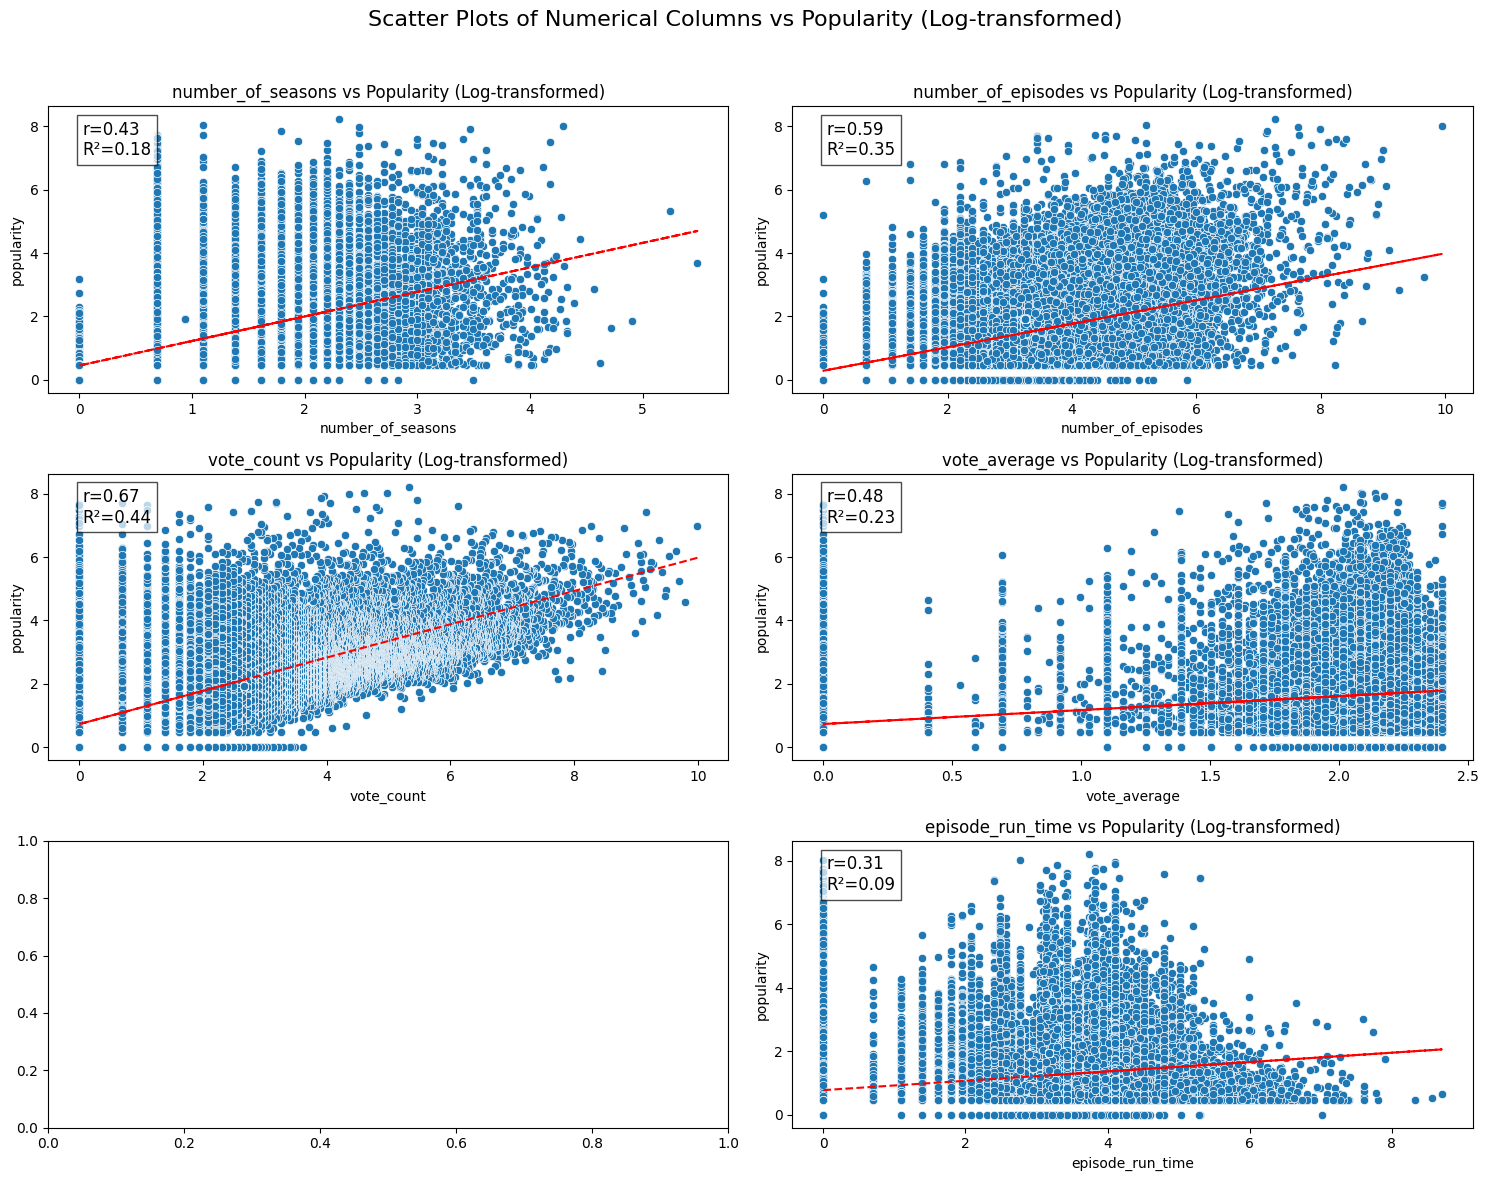 Scatter Plots of Numerical Columns vs Popularity (Log-transformed)
number_of_seasons vs Popularity (Log-transformed)
r=0.43
R²=0.18
8
6
4
2
0
popularity
0 1 2 3 4 5
number_of_seasons
number_of_episodes vs Popularity (Log-transformed)
r=0.59
R²=0.35
8
6
4
2
0
popularity
0 2 4 6 8 10
number_of_episodes
vote_count vs Popularity (Log-transformed)
r=0.67
R²=0.44
8
6
4
2
0
popularity
0 2 4 6 8 10
vote_count
vote_average vs Popularity (Log-transformed)
r=0.48
R²=0.23
8
6
4
2
0
popularity
0.0 0.5 1.0 1.5 2.0 2.5
vote_average
1.0
0.8
0.6
0.4
0.2
0.0
0.0 0.2 0.4 0.6 0.8 1.0
episode_run_time vs Popularity (Log-transformed)
r=0.31
R²=0.09
8
6
4
2
0
popularity
0 2 4 6 8
episode_run_time